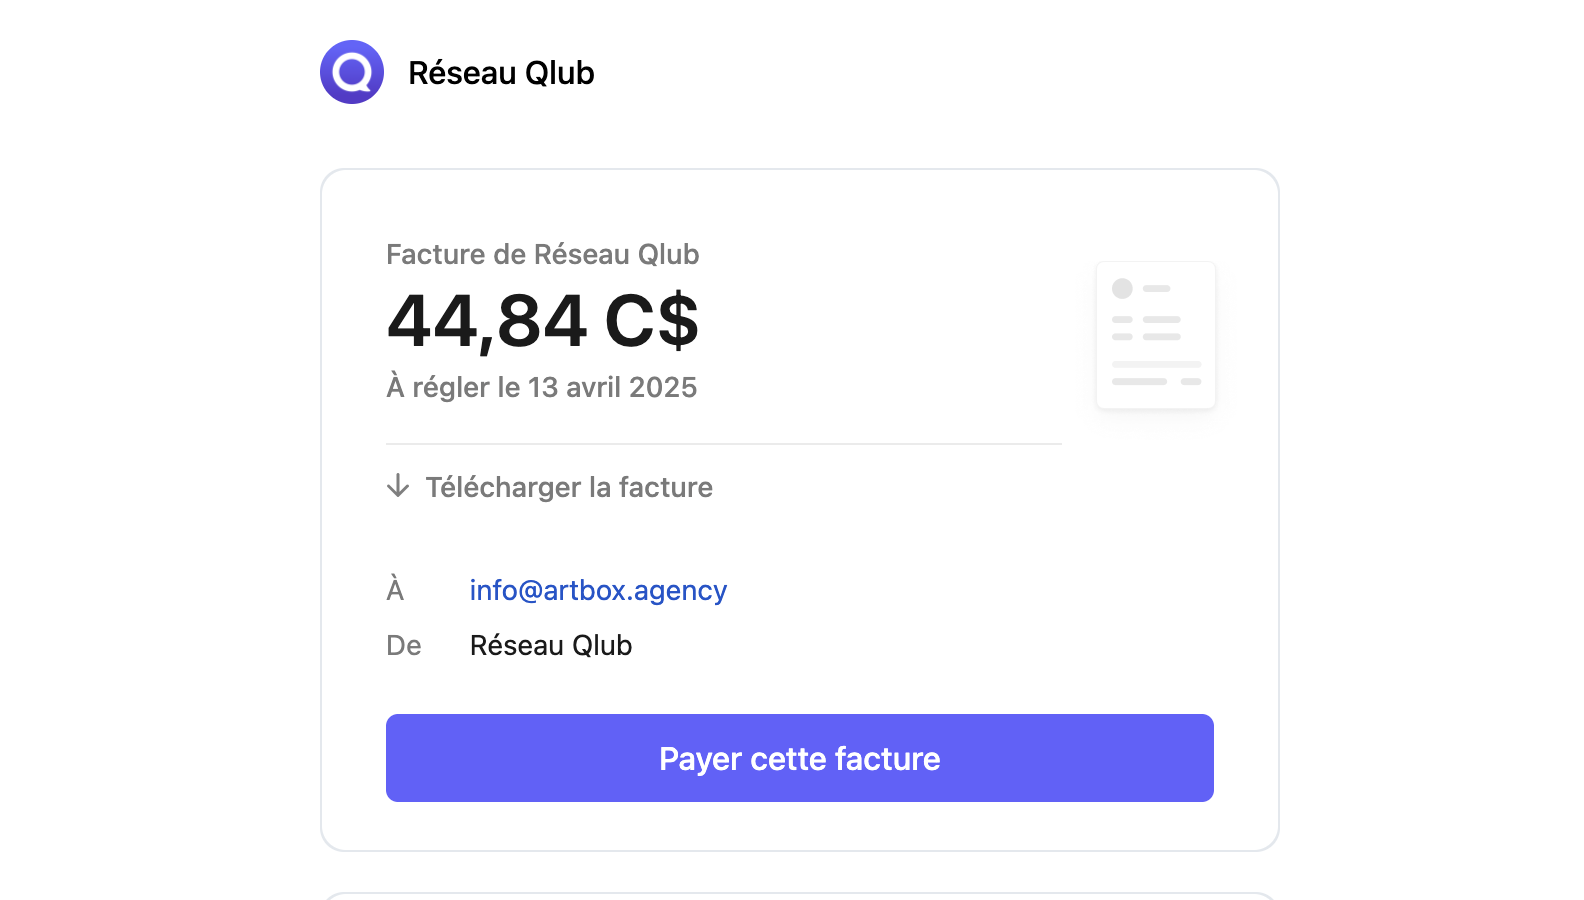 Réseau Qlub
Facture de Réseau Qlub
44,84 C$
À régler le 13 avril 2025
Télécharger la facture
À info@artbox.agency
De Réseau Qlub
Payer cette facture